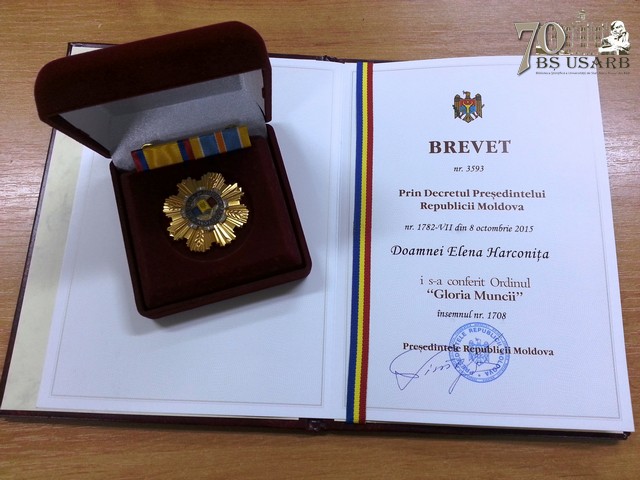 70
BȘ USARB
BREVET
nr. 3593
Prin Decretul Președintelui
Republicii Moldova
nr. 1782-VII din 8 octombrie 2015
Doamnei Elena Harconița
i s-a conferit Ordinul
“Gloria Muncii”
însemnul nr. 1708
Președintele Republicii Moldova